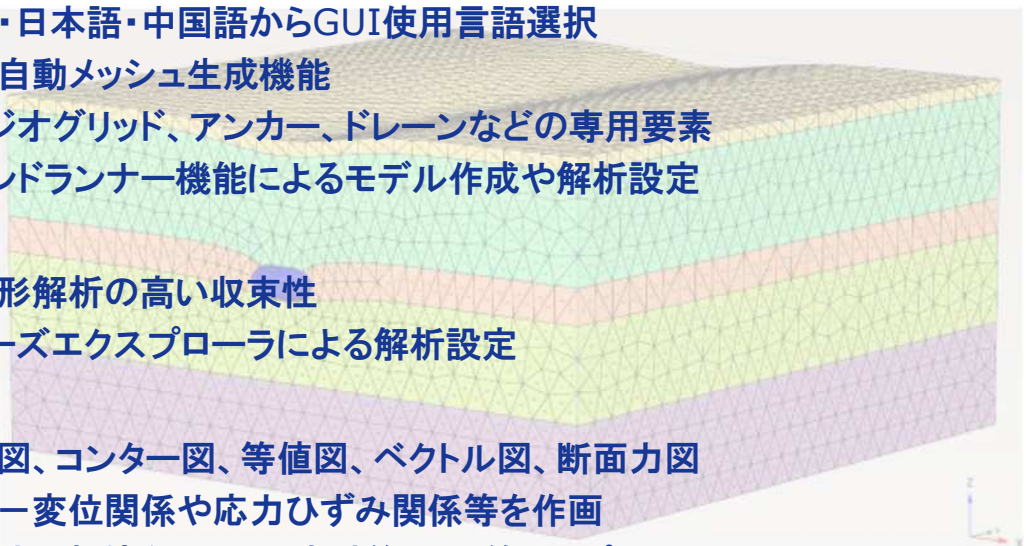 ・日本語・中国語からGUI使用言語選択
自動メッシュ生成機能
ジオグリッド、アンカー、ドレーンなどの専用要素
ンドランナー機能によるモデル作成や解析設定
形解析の高い収束性
ーズエクスプローラによる解析設定
図、コンター図、等値図、ベクトル図、断面力図
ー変位関係や応力ひずみ関係等を作画
Z
Y
X